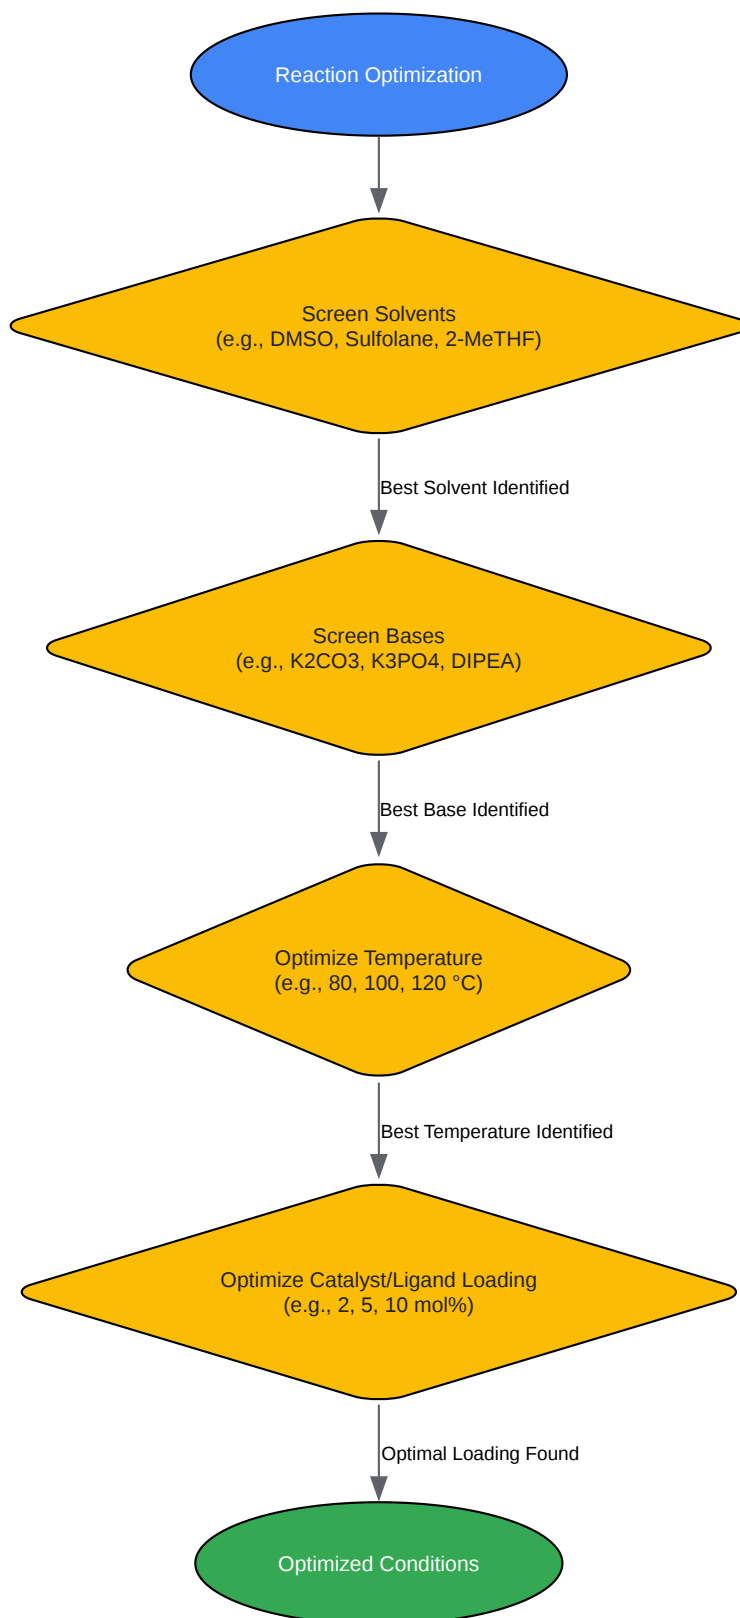 Reaction Optimization
Screen Solvents
(e.g., DMSO, Sulfolane, 2-MeTHF)
Best Solvent Identified
Screen Bases
(e.g., K2CO3, K3PO4, DIPEA)
Best Base Identified
Optimize Temperature
(e.g., 80, 100, 120 °C)
Best Temperature Identified
Optimize Catalyst/Ligand Loading
(e.g., 2, 5, 10 mol%)
Optimal Loading Found
Optimized Conditions